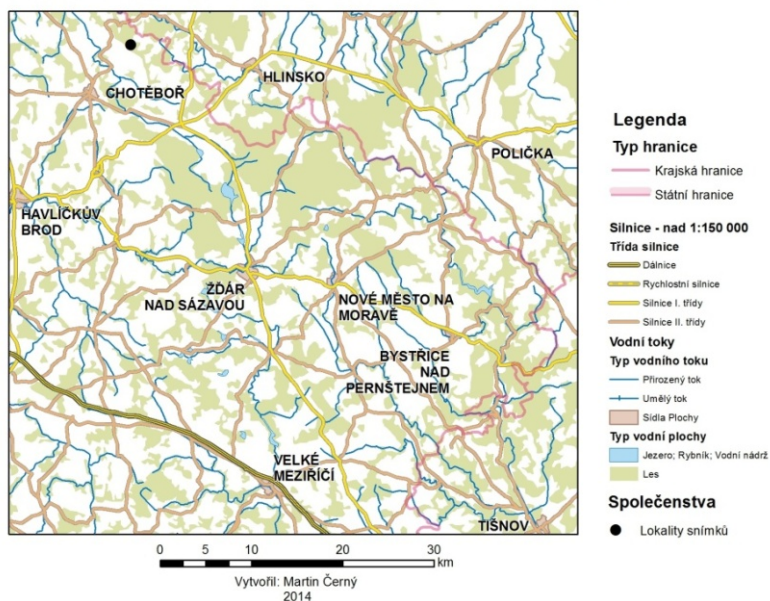 HLINSKO
CHOTĚBOŘ
POLIČKA
HAVLÍČKŮV
BROD
ŽĎÁR
NAD SÁZAVOU
NOVÉ MĚSTO NA
MORAVĚ
BYSTŘICE
NAD
PERNŠTEJNEM
VELKÉ
MEZIŘÍČÍ
TIŠNOV
0 5 10 20 30
km
Vytvořil: Martin Černý
2014
Legenda
Typ hranice
Krajská hranice
Státní hranice
Silnice - nad 1:150 000
Třída silnice
Dálnice
Rychlostní silnice
Silnice I. třídy
Silnice II. třídy
Vodní toky
Typ vodního toku
Přirozený tok
Umělý tok
Sídla Plochy
Typ vodní plochy
Jezero; Rybník; Vodní nádrž
Les
Společenstva
Lokality snímků